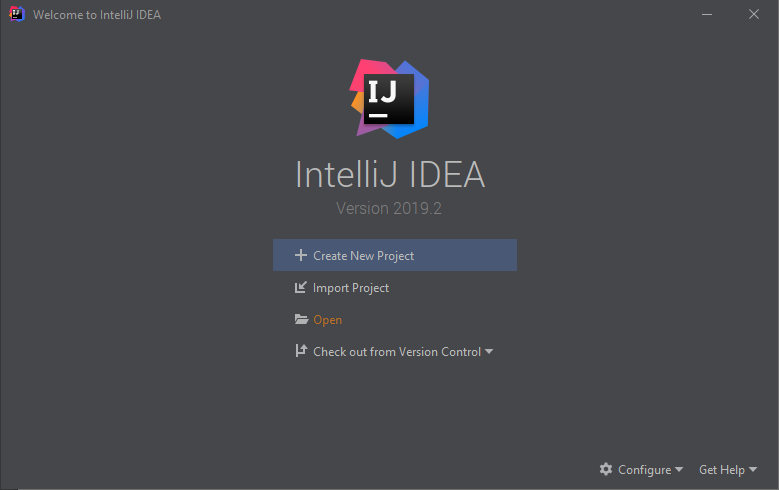 Welcome to IntelliJ IDEA
IJ
IntelliJ IDEA
Version 2019.2
Create New Project
Import Project
Open
Check out from Version Control
Configure
Get Help